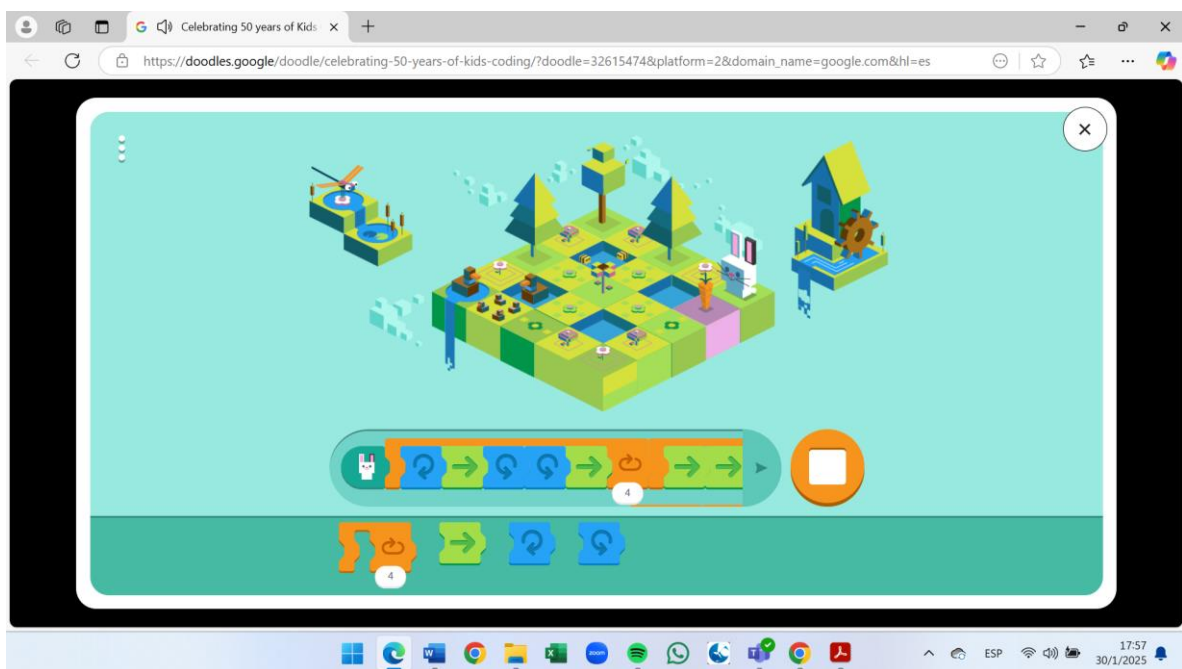 Celebrating 50 years of Kids
https://doodles.google/doodle/celebrating-50-years-of-kids-coding/?doodle=32615474&platform=2&domain_name=google.com&hl=es
4
4
zoom
ESP
17:57
30/1/2025